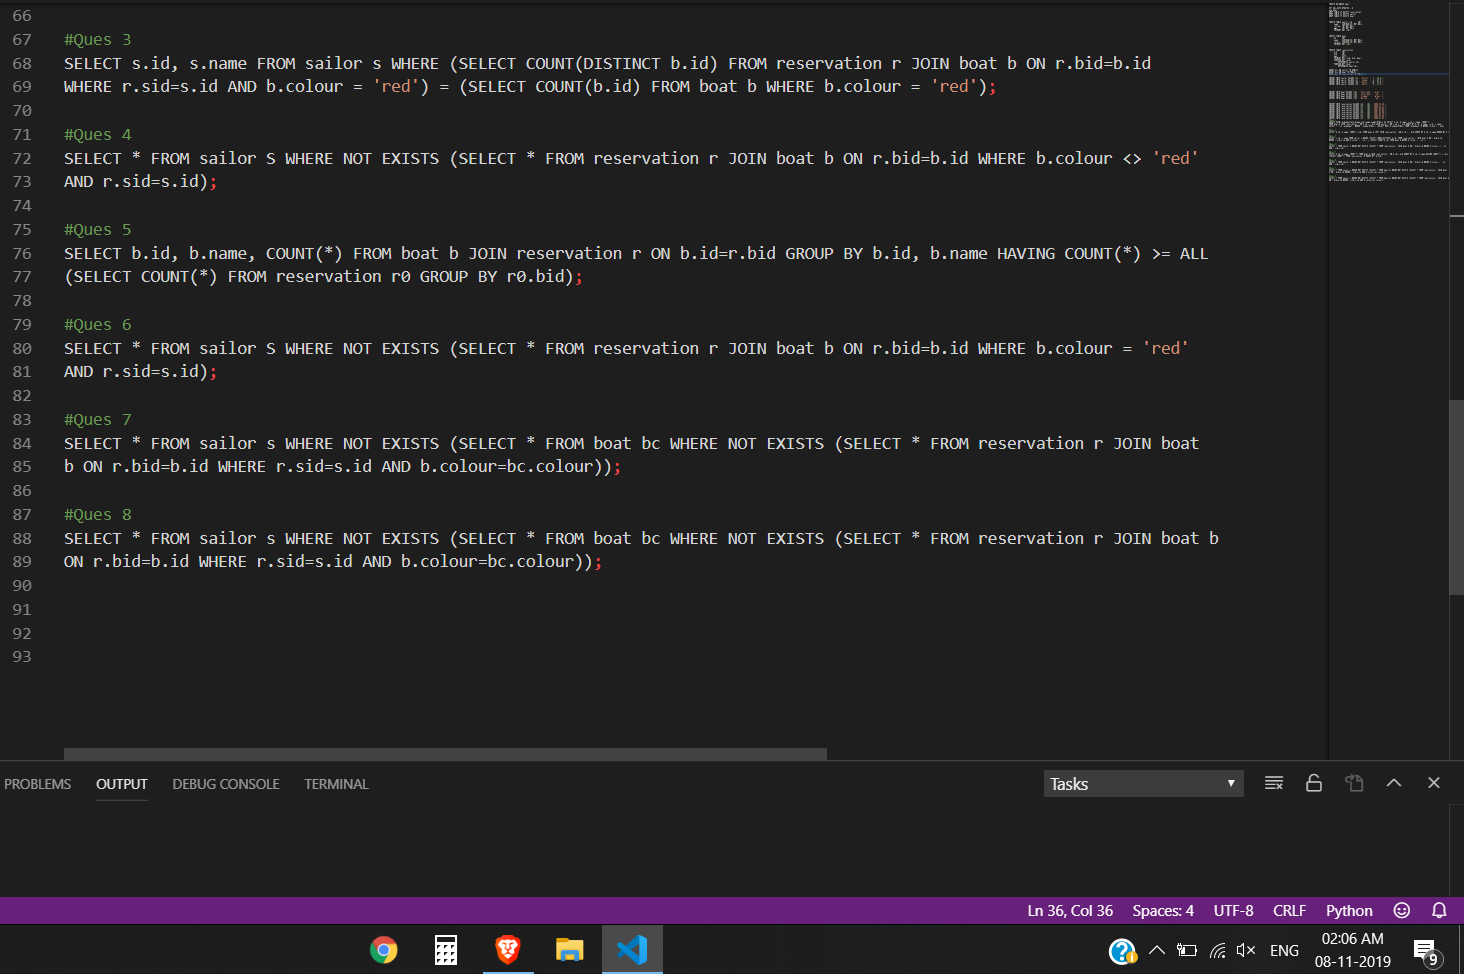 66
67 #Ques 3
68 SELECT s.id, s.name FROM sailor s WHERE (SELECT COUNT(DISTINCT b.id) FROM reservation r JOIN boat b ON r.bid=b.id
69 WHERE r.sid=s.id AND b.colour = 'red') = (SELECT COUNT(b.id) FROM boat b WHERE b.colour = 'red');
70
71 #Ques 4
72 SELECT * FROM sailor S WHERE NOT EXISTS (SELECT * FROM reservation r JOIN boat b ON r.bid=b.id WHERE b.colour <> 'red'
73 AND r.sid=s.id);
74
75 #Ques 5
76 SELECT b.id, b.name, COUNT(*) FROM boat b JOIN reservation r ON b.id=r.bid GROUP BY b.id, b.name HAVING COUNT(*) >= ALL
77 (SELECT COUNT(*) FROM reservation r0 GROUP BY r0.bid);
78
79 #Ques 6
80 SELECT * FROM sailor S WHERE NOT EXISTS (SELECT * FROM reservation r JOIN boat b ON r.bid=b.id WHERE b.colour = 'red'
81 AND r.sid=s.id);
82
83 #Ques 7
84 SELECT * FROM sailor s WHERE NOT EXISTS (SELECT * FROM boat bc WHERE NOT EXISTS (SELECT * FROM reservation r JOIN boat
85 b ON r.bid=b.id WHERE r.sid=s.id AND b.colour=bc.colour));
86
87 #Ques 8
88 SELECT * FROM sailor s WHERE NOT EXISTS (SELECT * FROM boat bc WHERE NOT EXISTS (SELECT * FROM reservation r JOIN boat b
89 ON r.bid=b.id WHERE r.sid=s.id AND b.colour=bc.colour));
90
91
92
93
PROBLEMS OUTPUT DEBUG CONSOLE TERMINAL Tasks
Ln 36, Col 36 Spaces: 4 UTF-8 CRLF Python
ENG 02:06 AM
08-11-2019 9